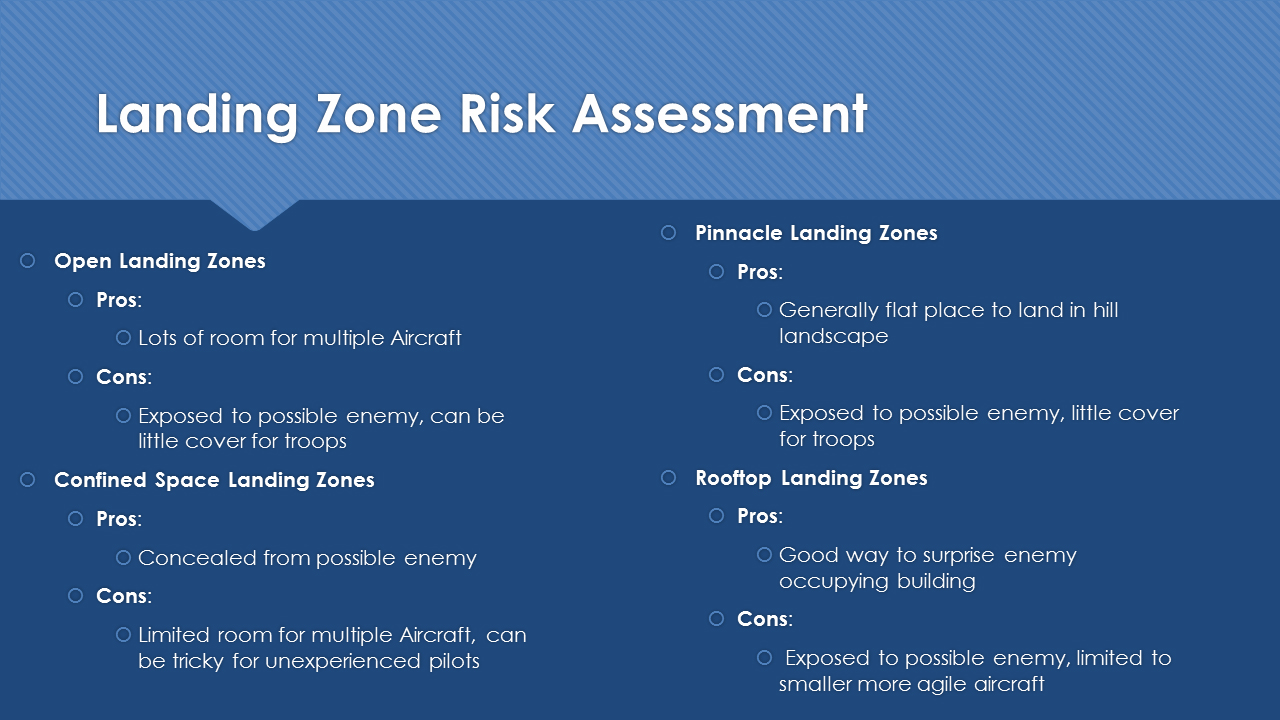 Landing Zone Risk Assessment
Open Landing Zones
Pros:
Lots of room for multiple Aircraft
Cons:
Exposed to possible enemy, can be
little cover for troops
Confined Space Landing Zones
Pros:
Concealed from possible enemy
Cons:
Limited room for multiple Aircraft, can
be tricky for unexperienced pilots
Pinnacle Landing Zones
Pros:
Generally flat place to land in hill
landscape
Cons:
Exposed to possible enemy, little cover
for troops
Rooftop Landing Zones
Pros:
Good way to surprise enemy
occupying building
Cons:
Exposed to possible enemy, limited to
smaller more agile aircraft